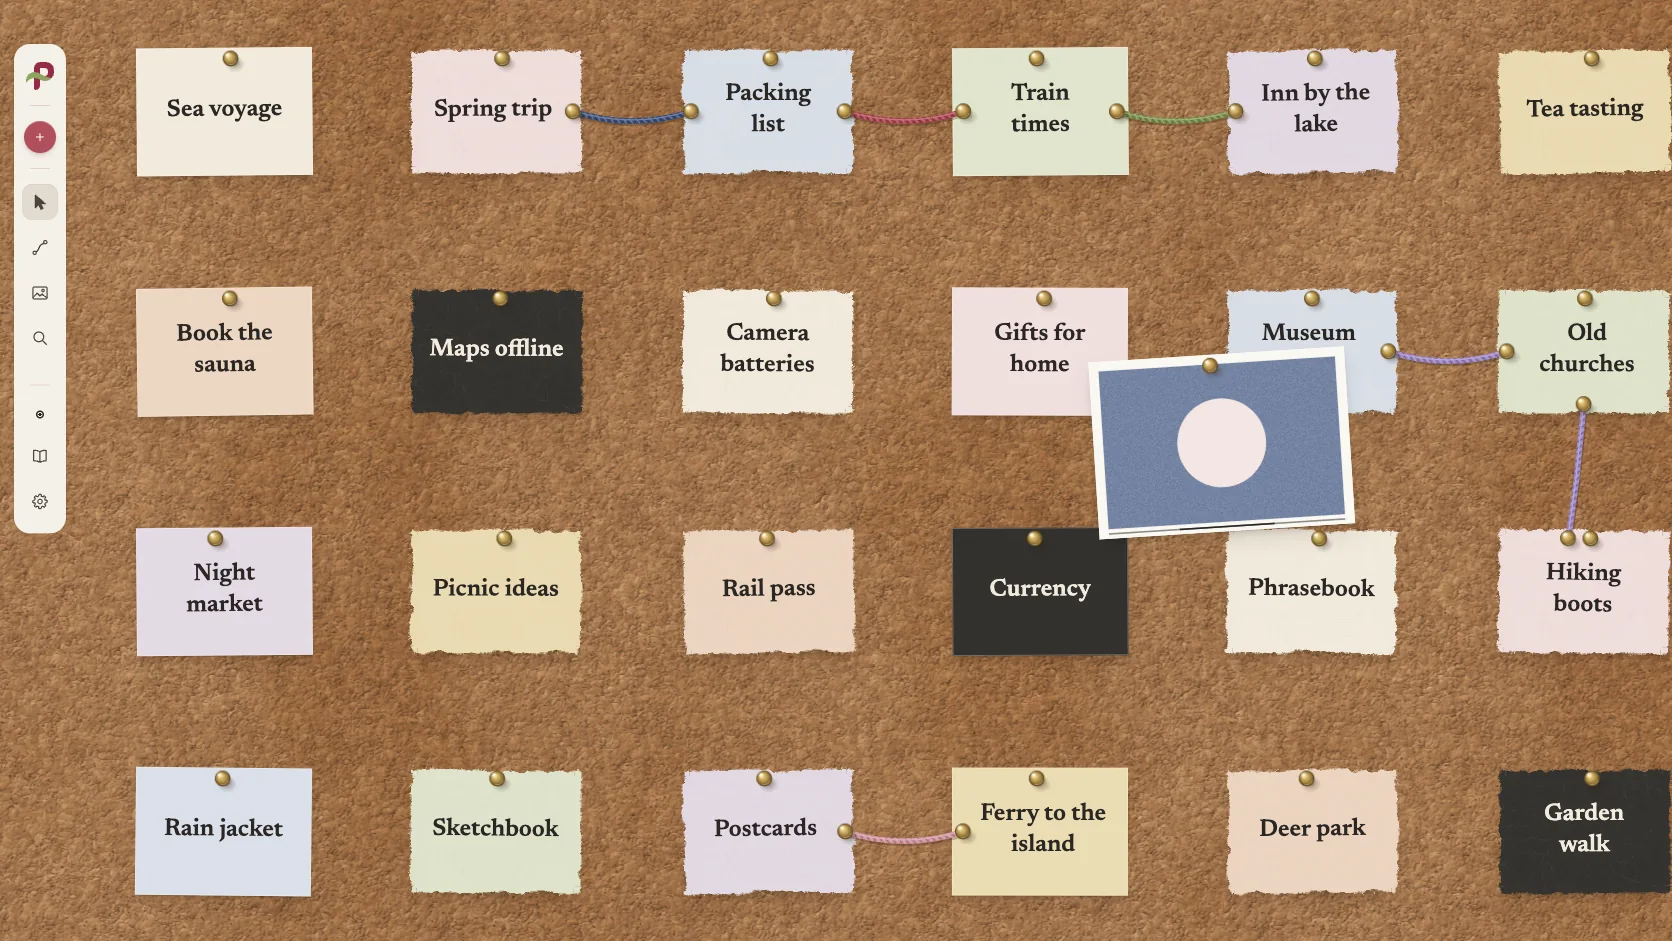 Sea voyage
Spring trip
Packing
list
Train
times
Inn by the
lake
Tea tasting
Book the
sauna
Maps offline
Camera
batteries
Gifts for
home
Museum
Old
churches
Night
market
Picnic ideas
Rail pass
Currency
Phrasebook
Hiking
boots
Rain jacket
Sketchbook
Postcards
Ferry to the
island
Deer park
Garden
walk